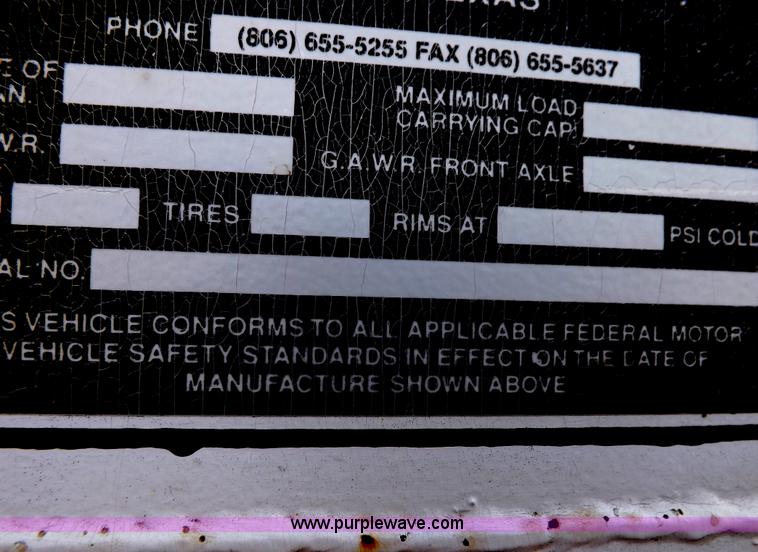 PHONE (806) 655-5255 FAX (806) 655-5637
E OF
AN.
MAXIMUM LOAD
CARRYING CAP.
W.R.
G.A.W.R. FRONT AXLE
TIRES RIMS AT PSI COLD
AL NO.
S VEHICLE CONFORMS TO ALL APPLICABLE FEDERAL MOTOR
VEHICLE SAFETY STANDARDS IN EFFECT ON THE DATE OF
MANUFACTURE SHOWN ABOVE
www.purplewave.com